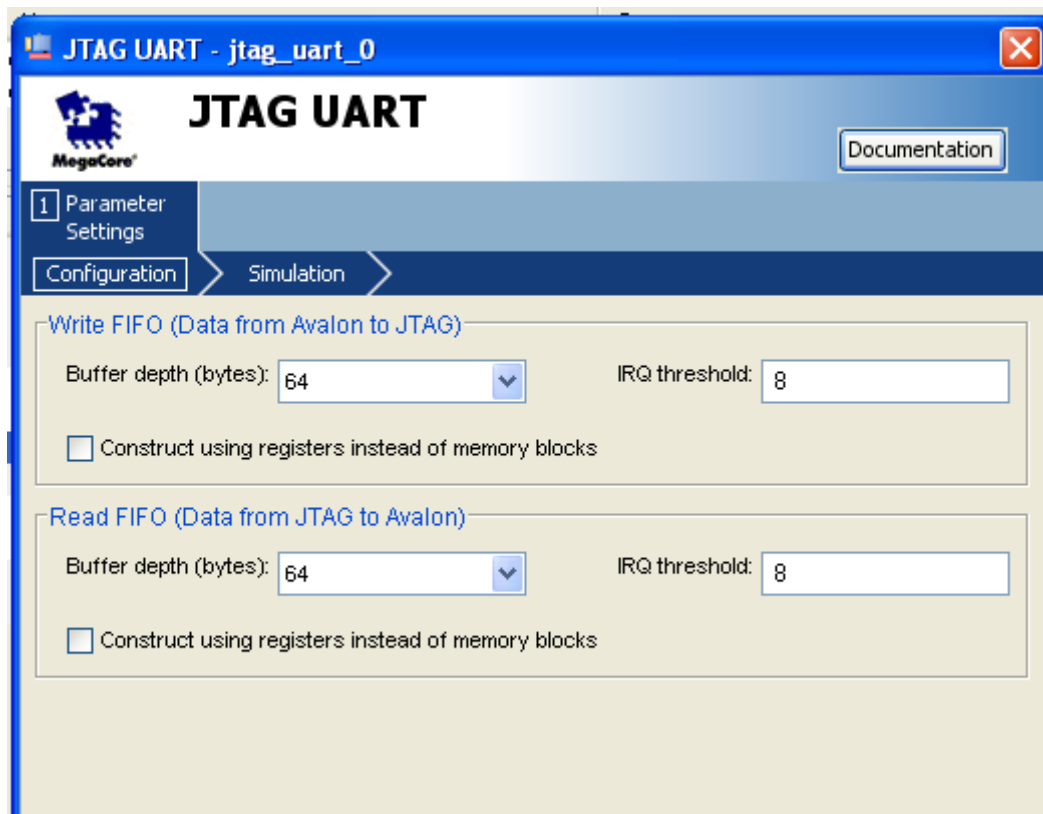 JTAG UART - jtag_uart_0
JTAG UART
MegaCore®
Documentation
1 Parameter
Settings
Configuration Simulation
Write FIFO (Data from Avalon to JTAG)
Buffer depth (bytes): 64 IRQ threshold: 8
Construct using registers instead of memory blocks
Read FIFO (Data from JTAG to Avalon)
Buffer depth (bytes): 64 IRQ threshold: 8
Construct using registers instead of memory blocks